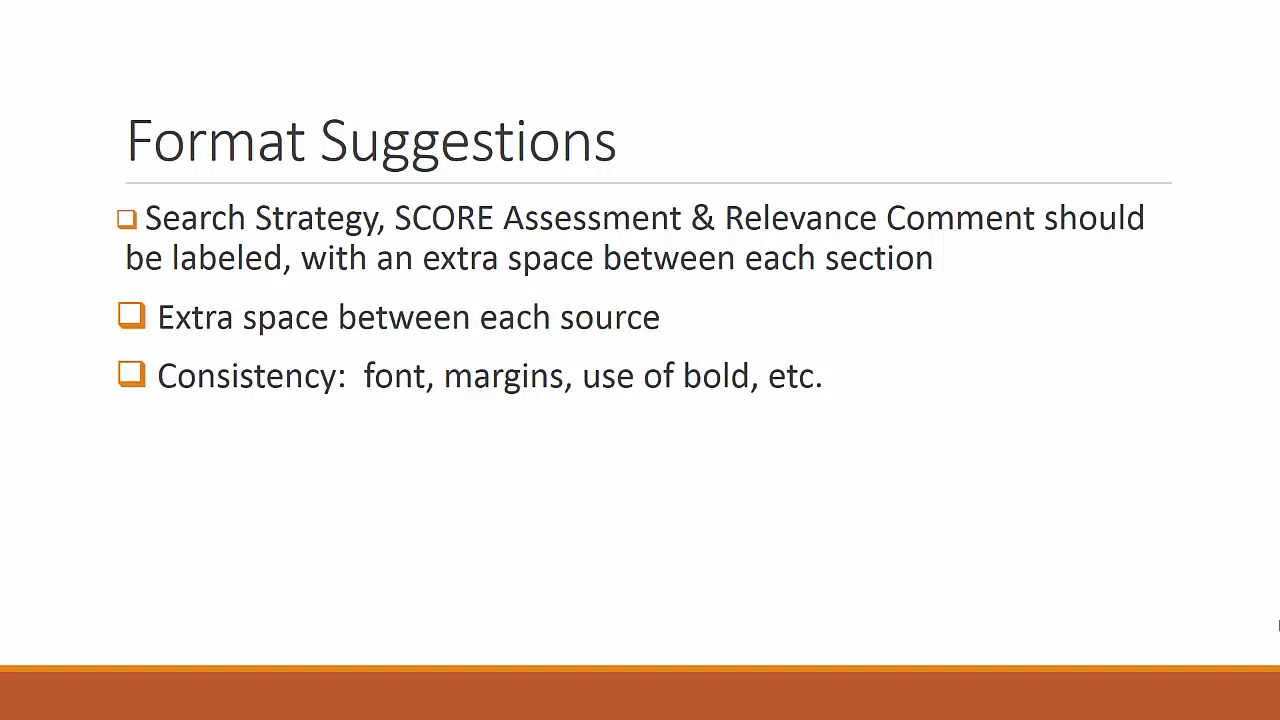 Format Suggestions
Search Strategy, SCORE Assessment & Relevance Comment should
be labeled, with an extra space between each section
Extra space between each source
Consistency:  font, margins, use of bold, etc.